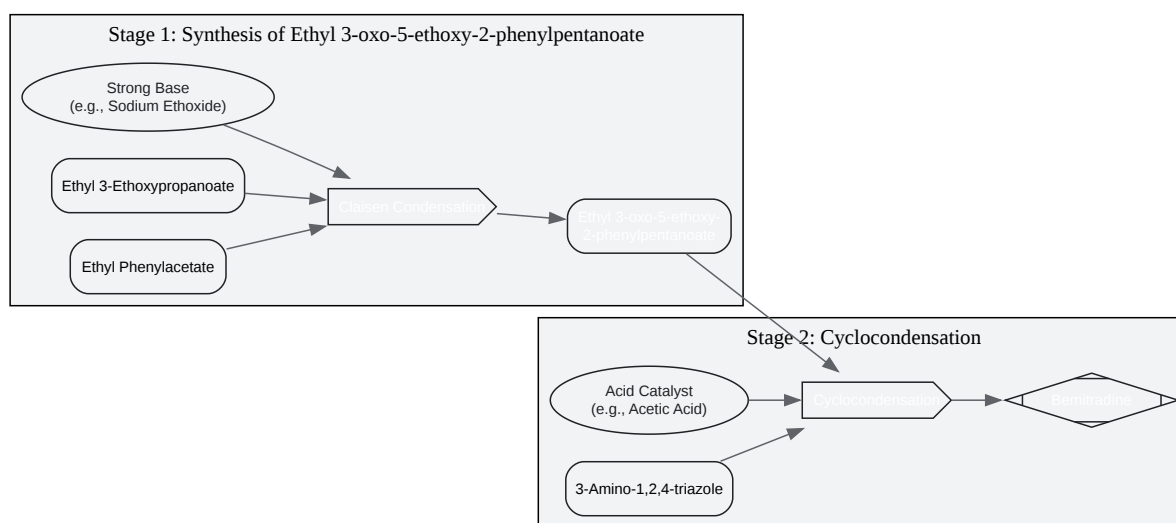 Stage 1: Synthesis of Ethyl 3-oxo-5-ethoxy-2-phenylpentanoate
Strong Base
(e.g., Sodium Ethoxide)
Ethyl 3-Ethoxypropanoate
Claisen Condensation
Ethyl 3-oxo-5-ethoxy-
2-phenylpentanoate
Ethyl Phenylacetate
Stage 2: Cyclocondensation
Acid Catalyst
(e.g., Acetic Acid)
Cyclocondensation
Bemitradine
3-Amino-1,2,4-triazole